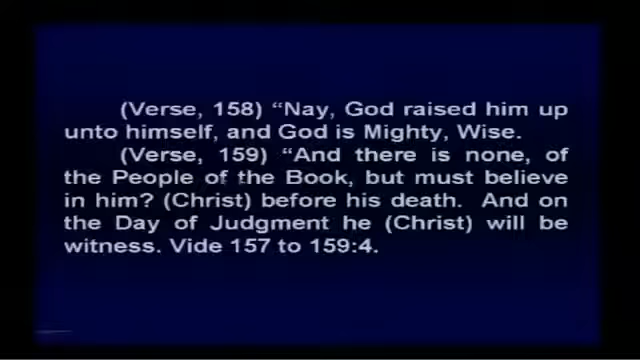 (Verse, 158) “Nay, God raised him up
unto himself, and God is Mighty, Wise.
(Verse, 159) “And there is none, of
the People of the Book, but must believe
in him? (Christ) before his death. And on
the Day of Judgment he (Christ) will be
witness. Vide 157 to 159:4.